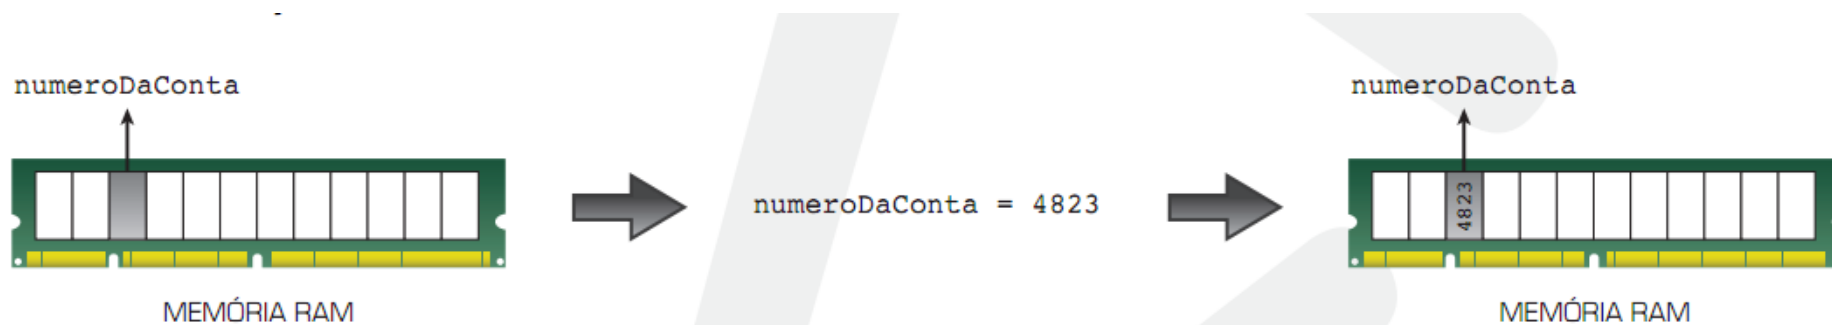 numeroDaConta
MEMÓRIA RAM
numeroDaConta = 4823
numeroDaConta
4823
MEMÓRIA RAM